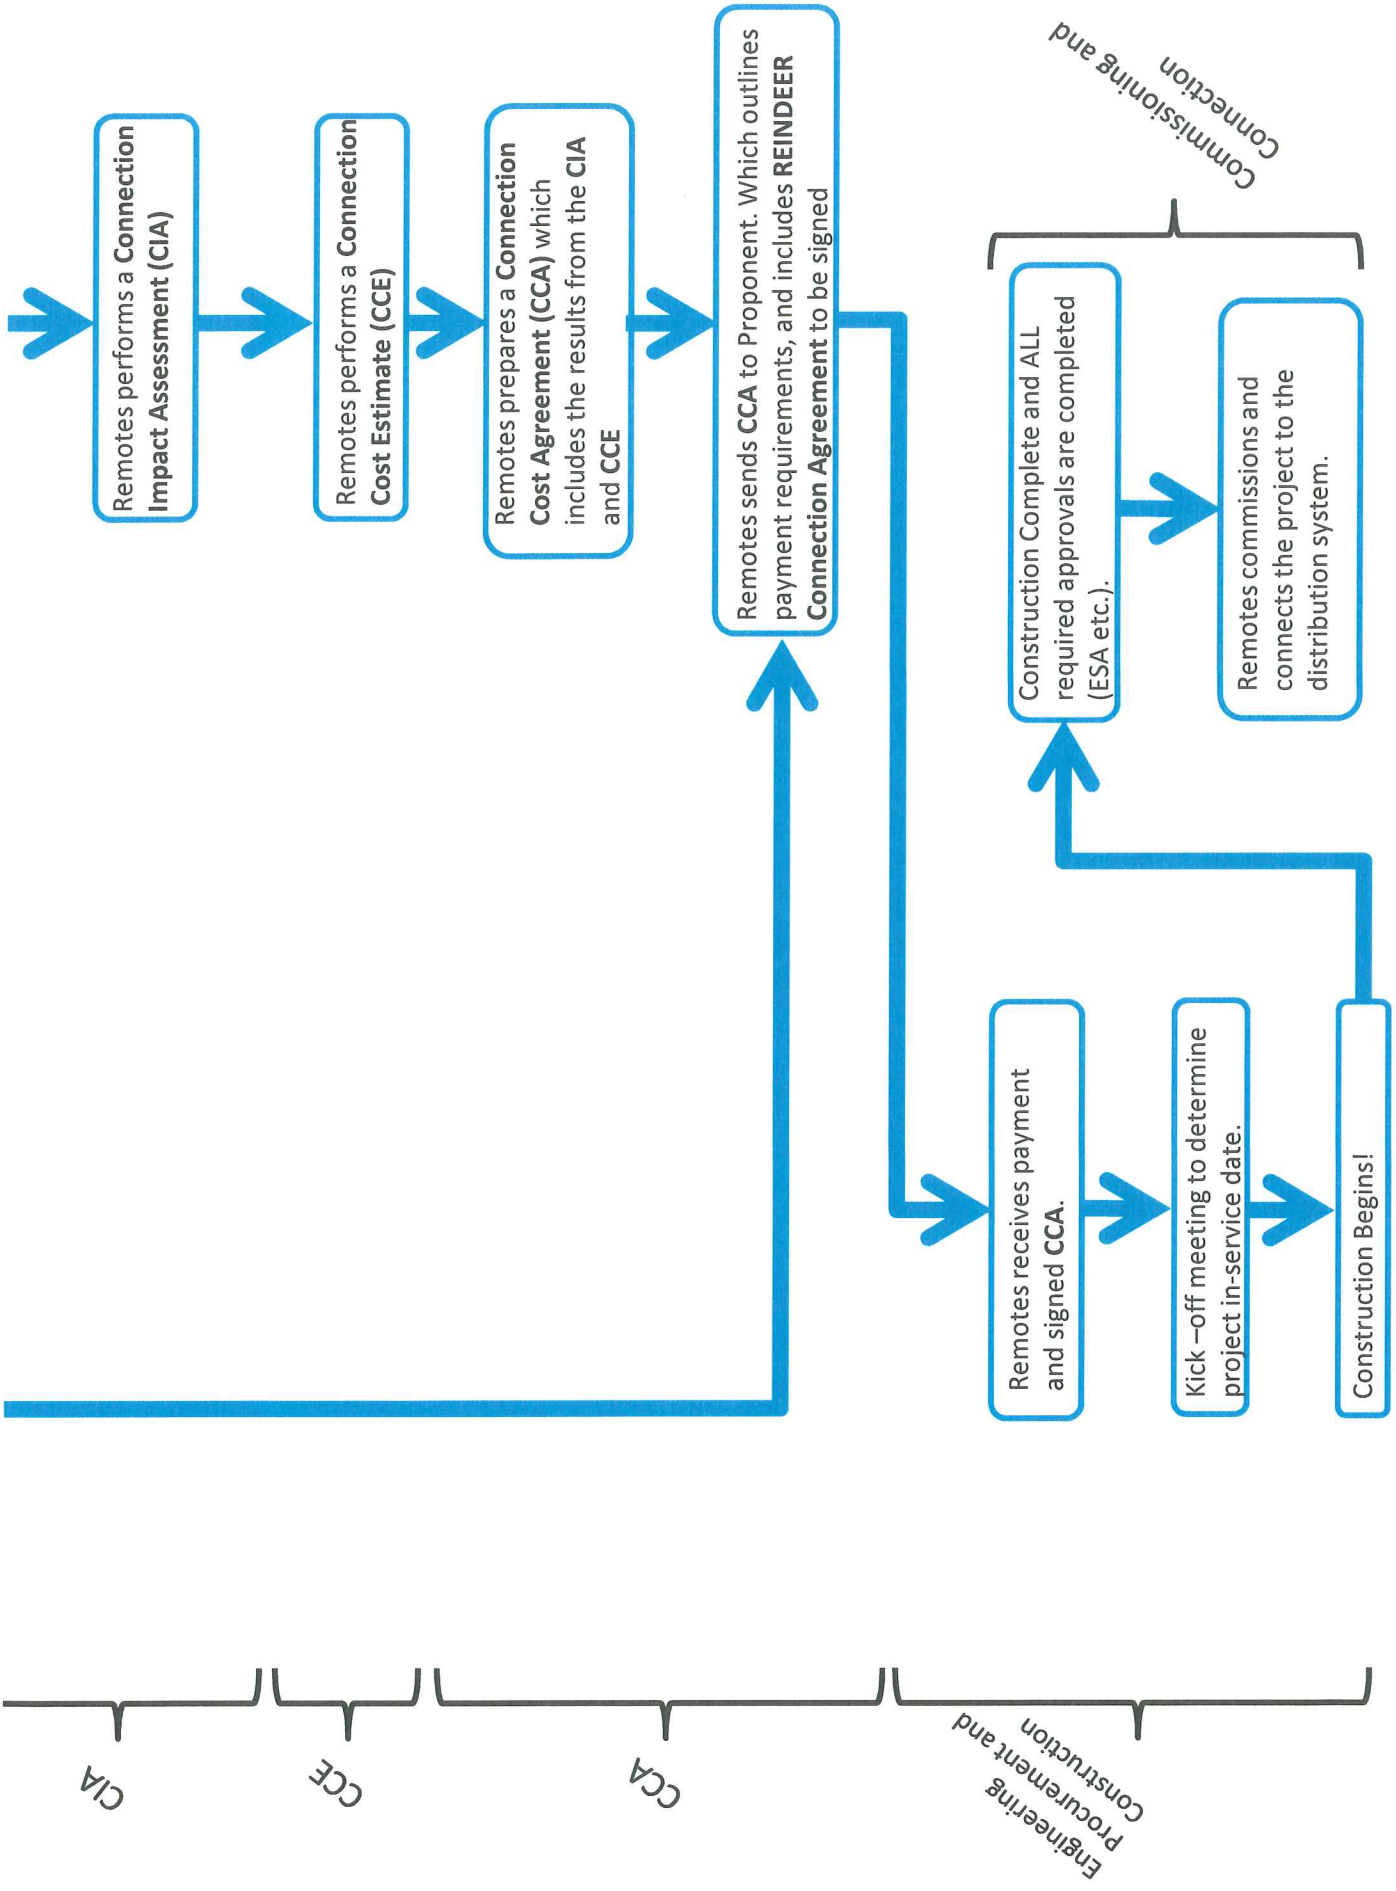 CIA
CCE
CCA
Engineering
Procurement and
Construction
Remotes performs a Connection
Impact Assessment (CIA)
Remotes performs a Connection
Cost Estimate (CCE)
Remotes prepares a Connection
Cost Agreement (CCA) which
includes the results from the CIA
and CCE
Remotes sends CCA to Proponent. Which outlines
payment requirements, and includes REINDEER
Connection Agreement to be signed
Remotes receives payment
and signed CCA.
Kick –off meeting to determine
project in-service date.
Construction Begins!
Construction Complete and ALL
required approvals are completed
(ESA etc.).
Remotes commissions and
connects the project to the
distribution system.
Commissioning and
Connection